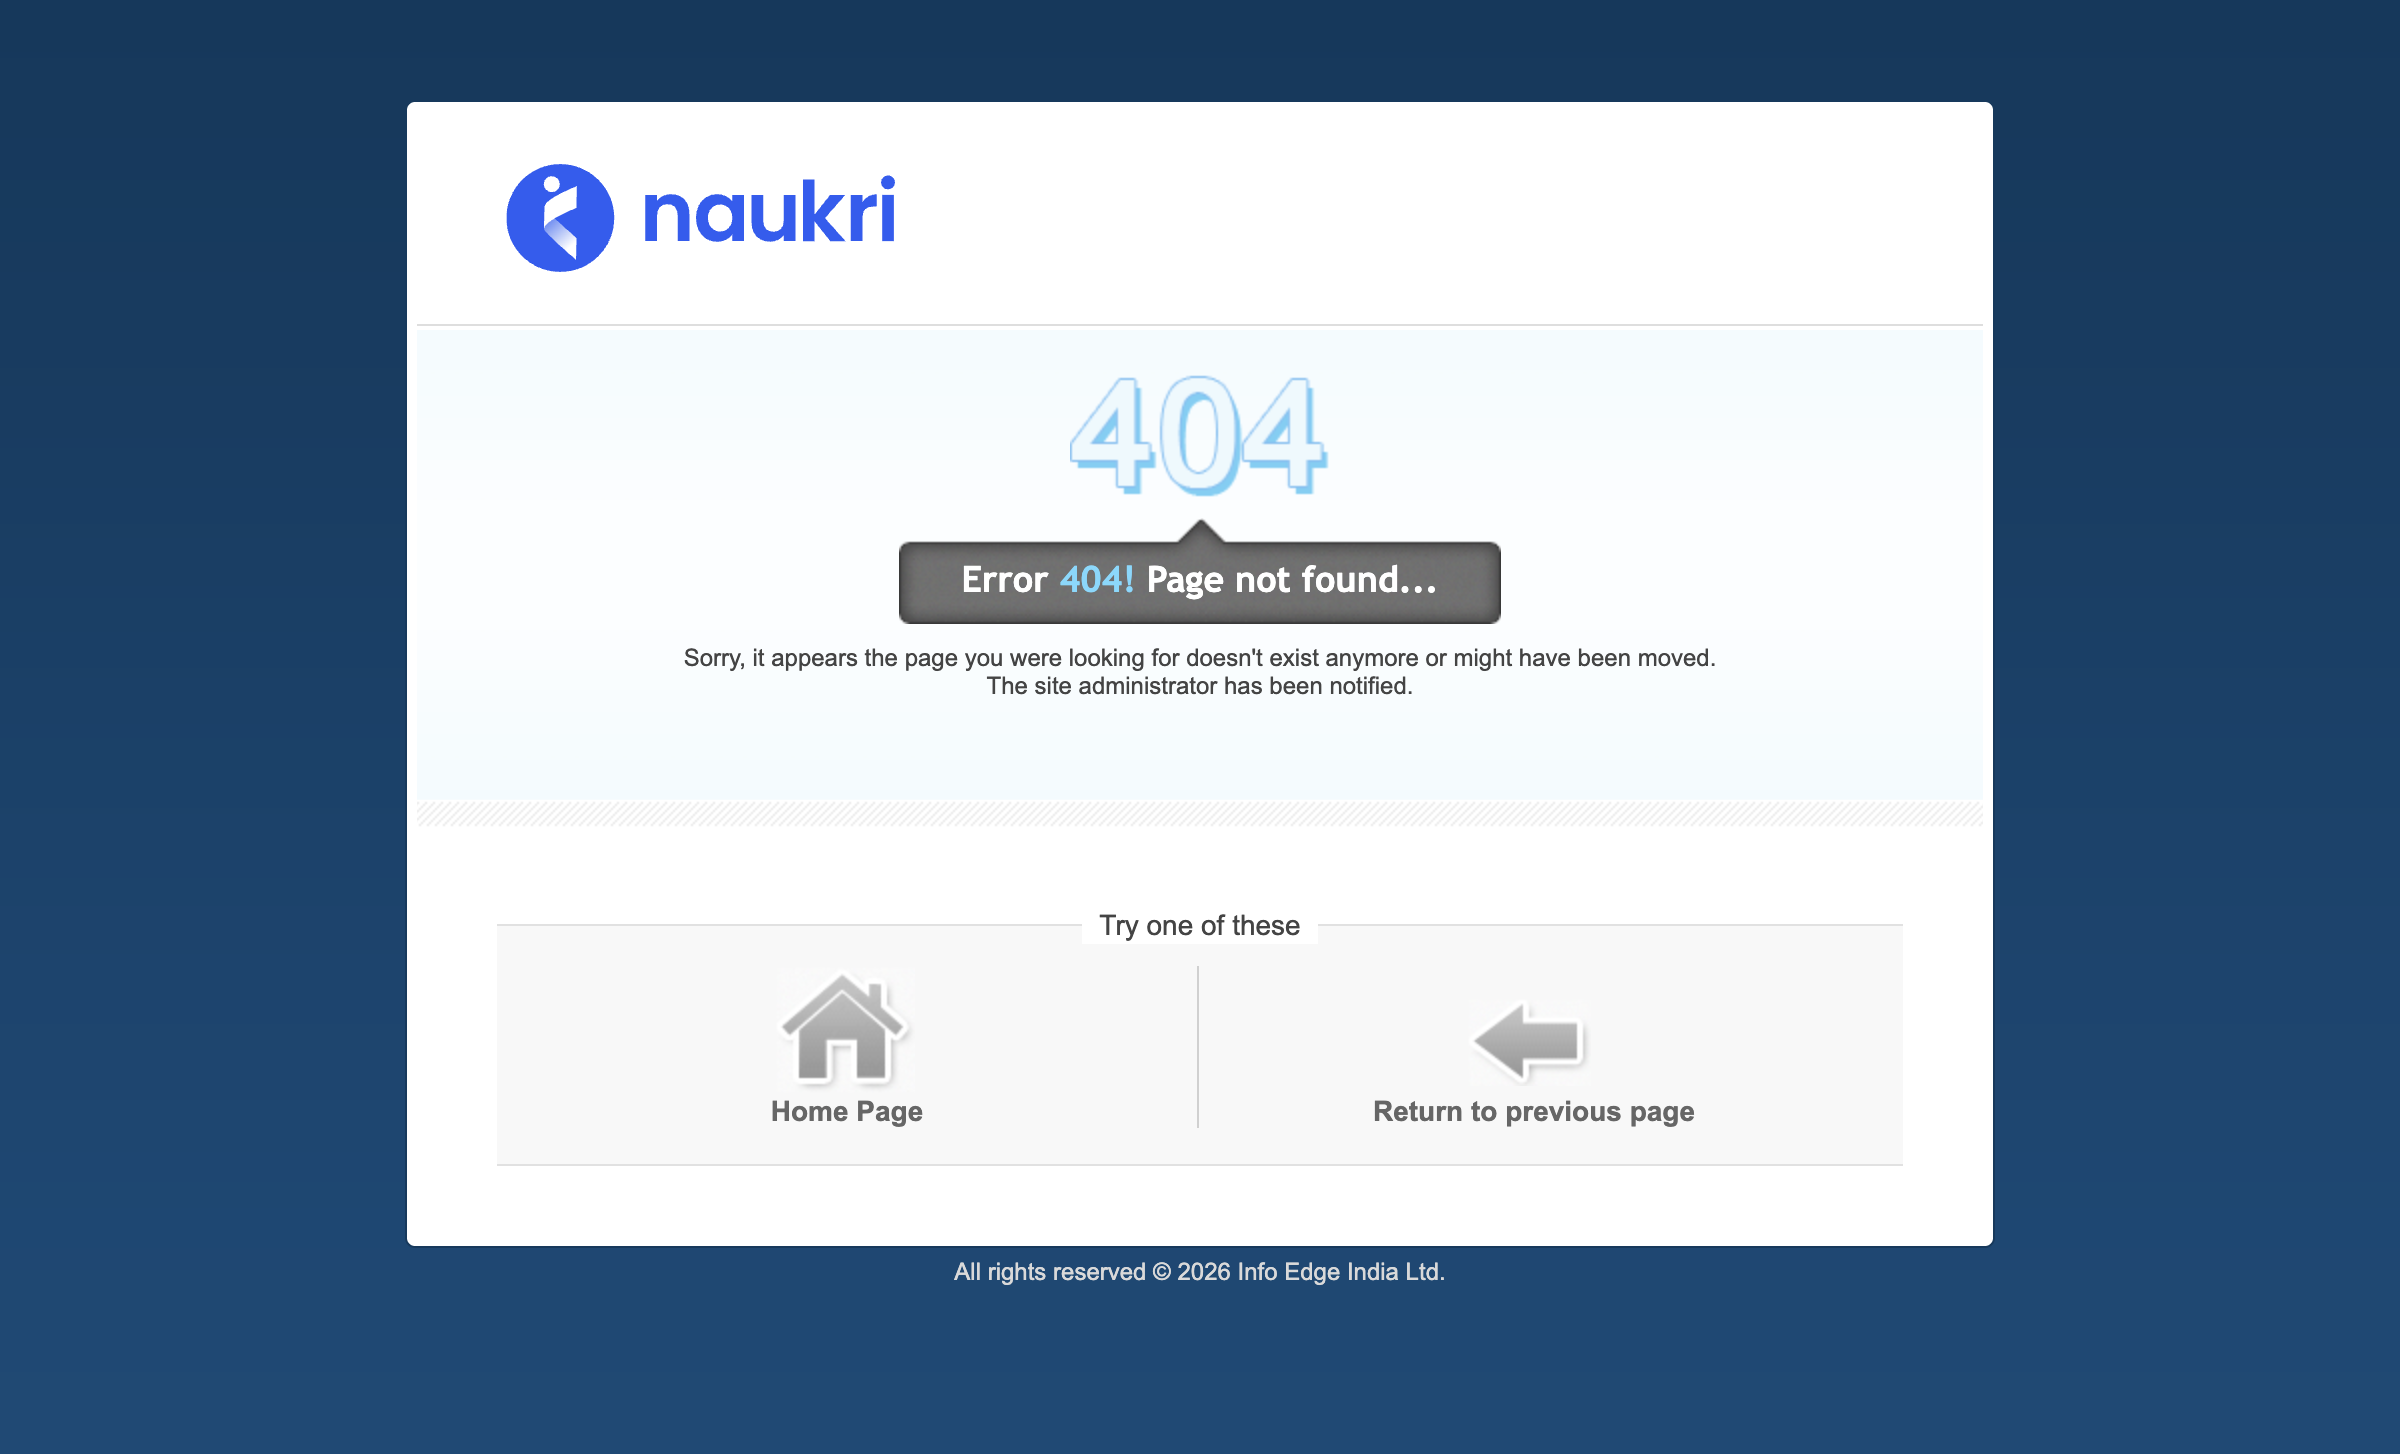 naukri
404
Error 404! Page not found...
Sorry, it appears the page you were looking for doesn't exist anymore or might have been moved.
The site administrator has been notified.
Try one of these
Home Page
Return to previous page
All rights reserved © 2026 Info Edge India Ltd.